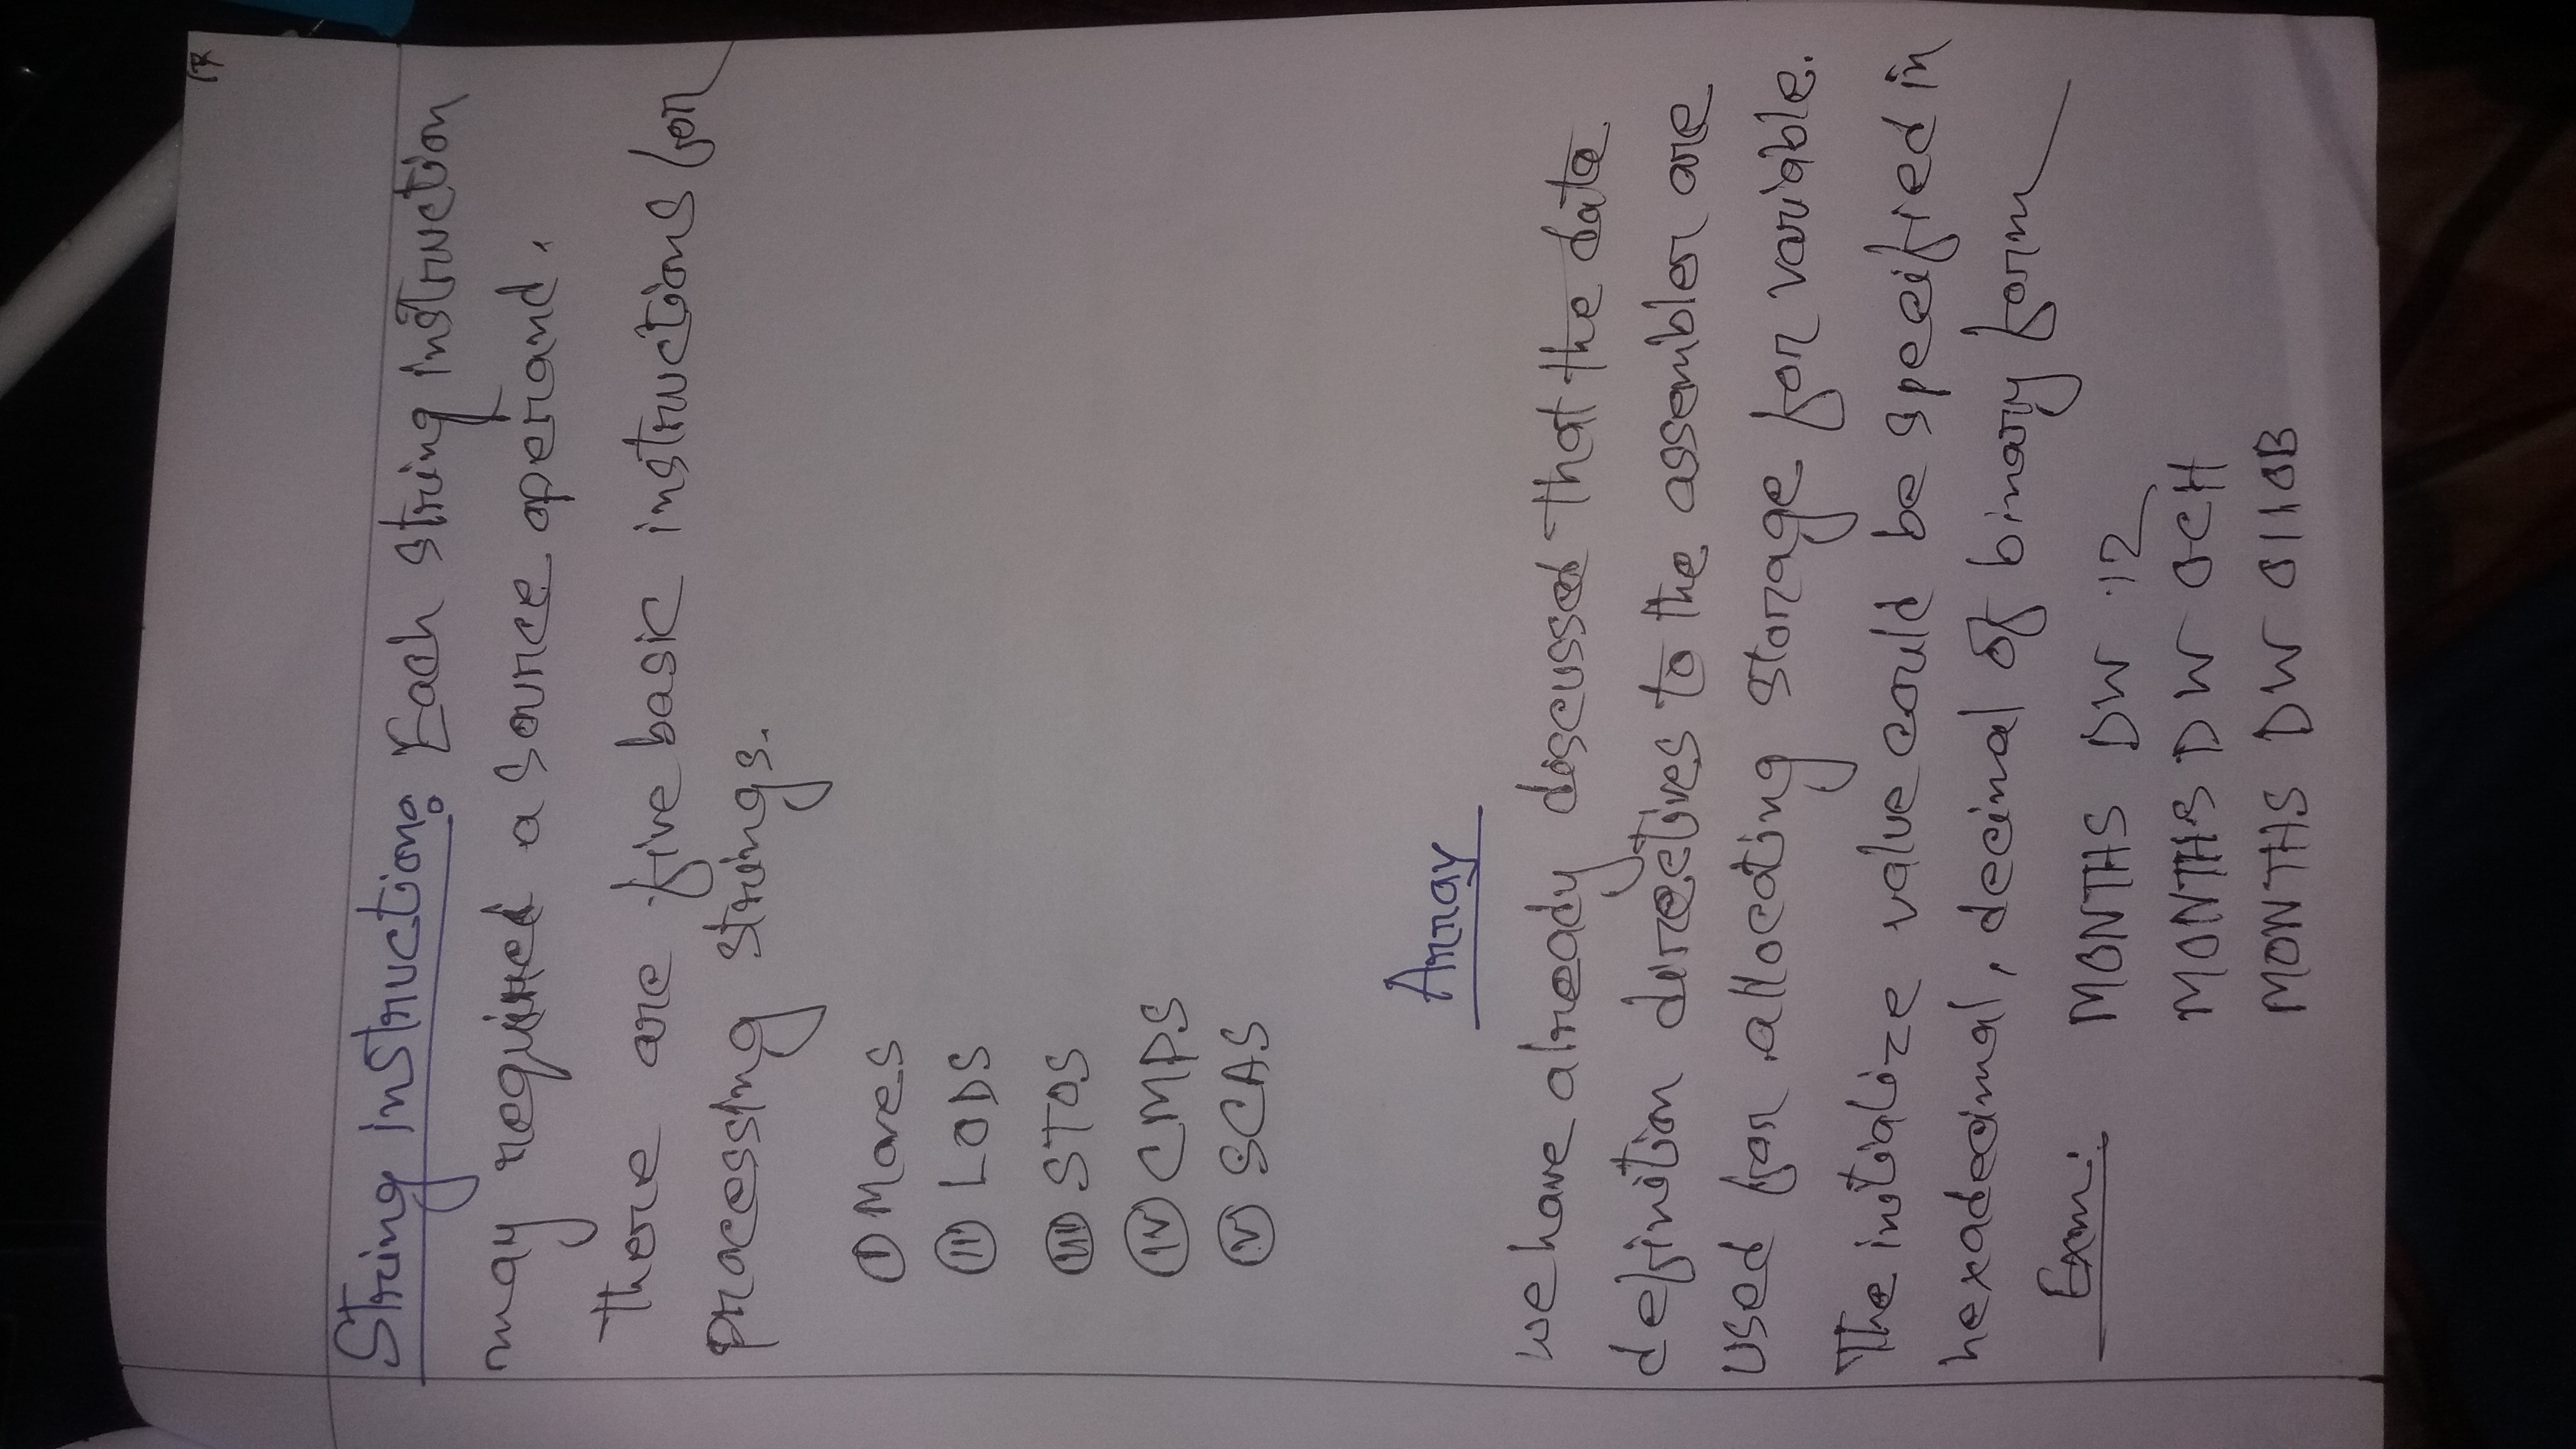 17
String instruction: Each string instruction
may required a source operand.
There are five basic instructions for
processing strings.
I Moves
II LODS
III STOS
IV CMPS
V SCAS
Array
we have already discussed that the data
definition directives to the assembler are
used for allocating storage for variable.
The initialize value could be specified in
hexadecimal, decimal of binary form
Exm: MONTHS DW 12
MONTHS DW 0CH
MONTHS DW 0110B